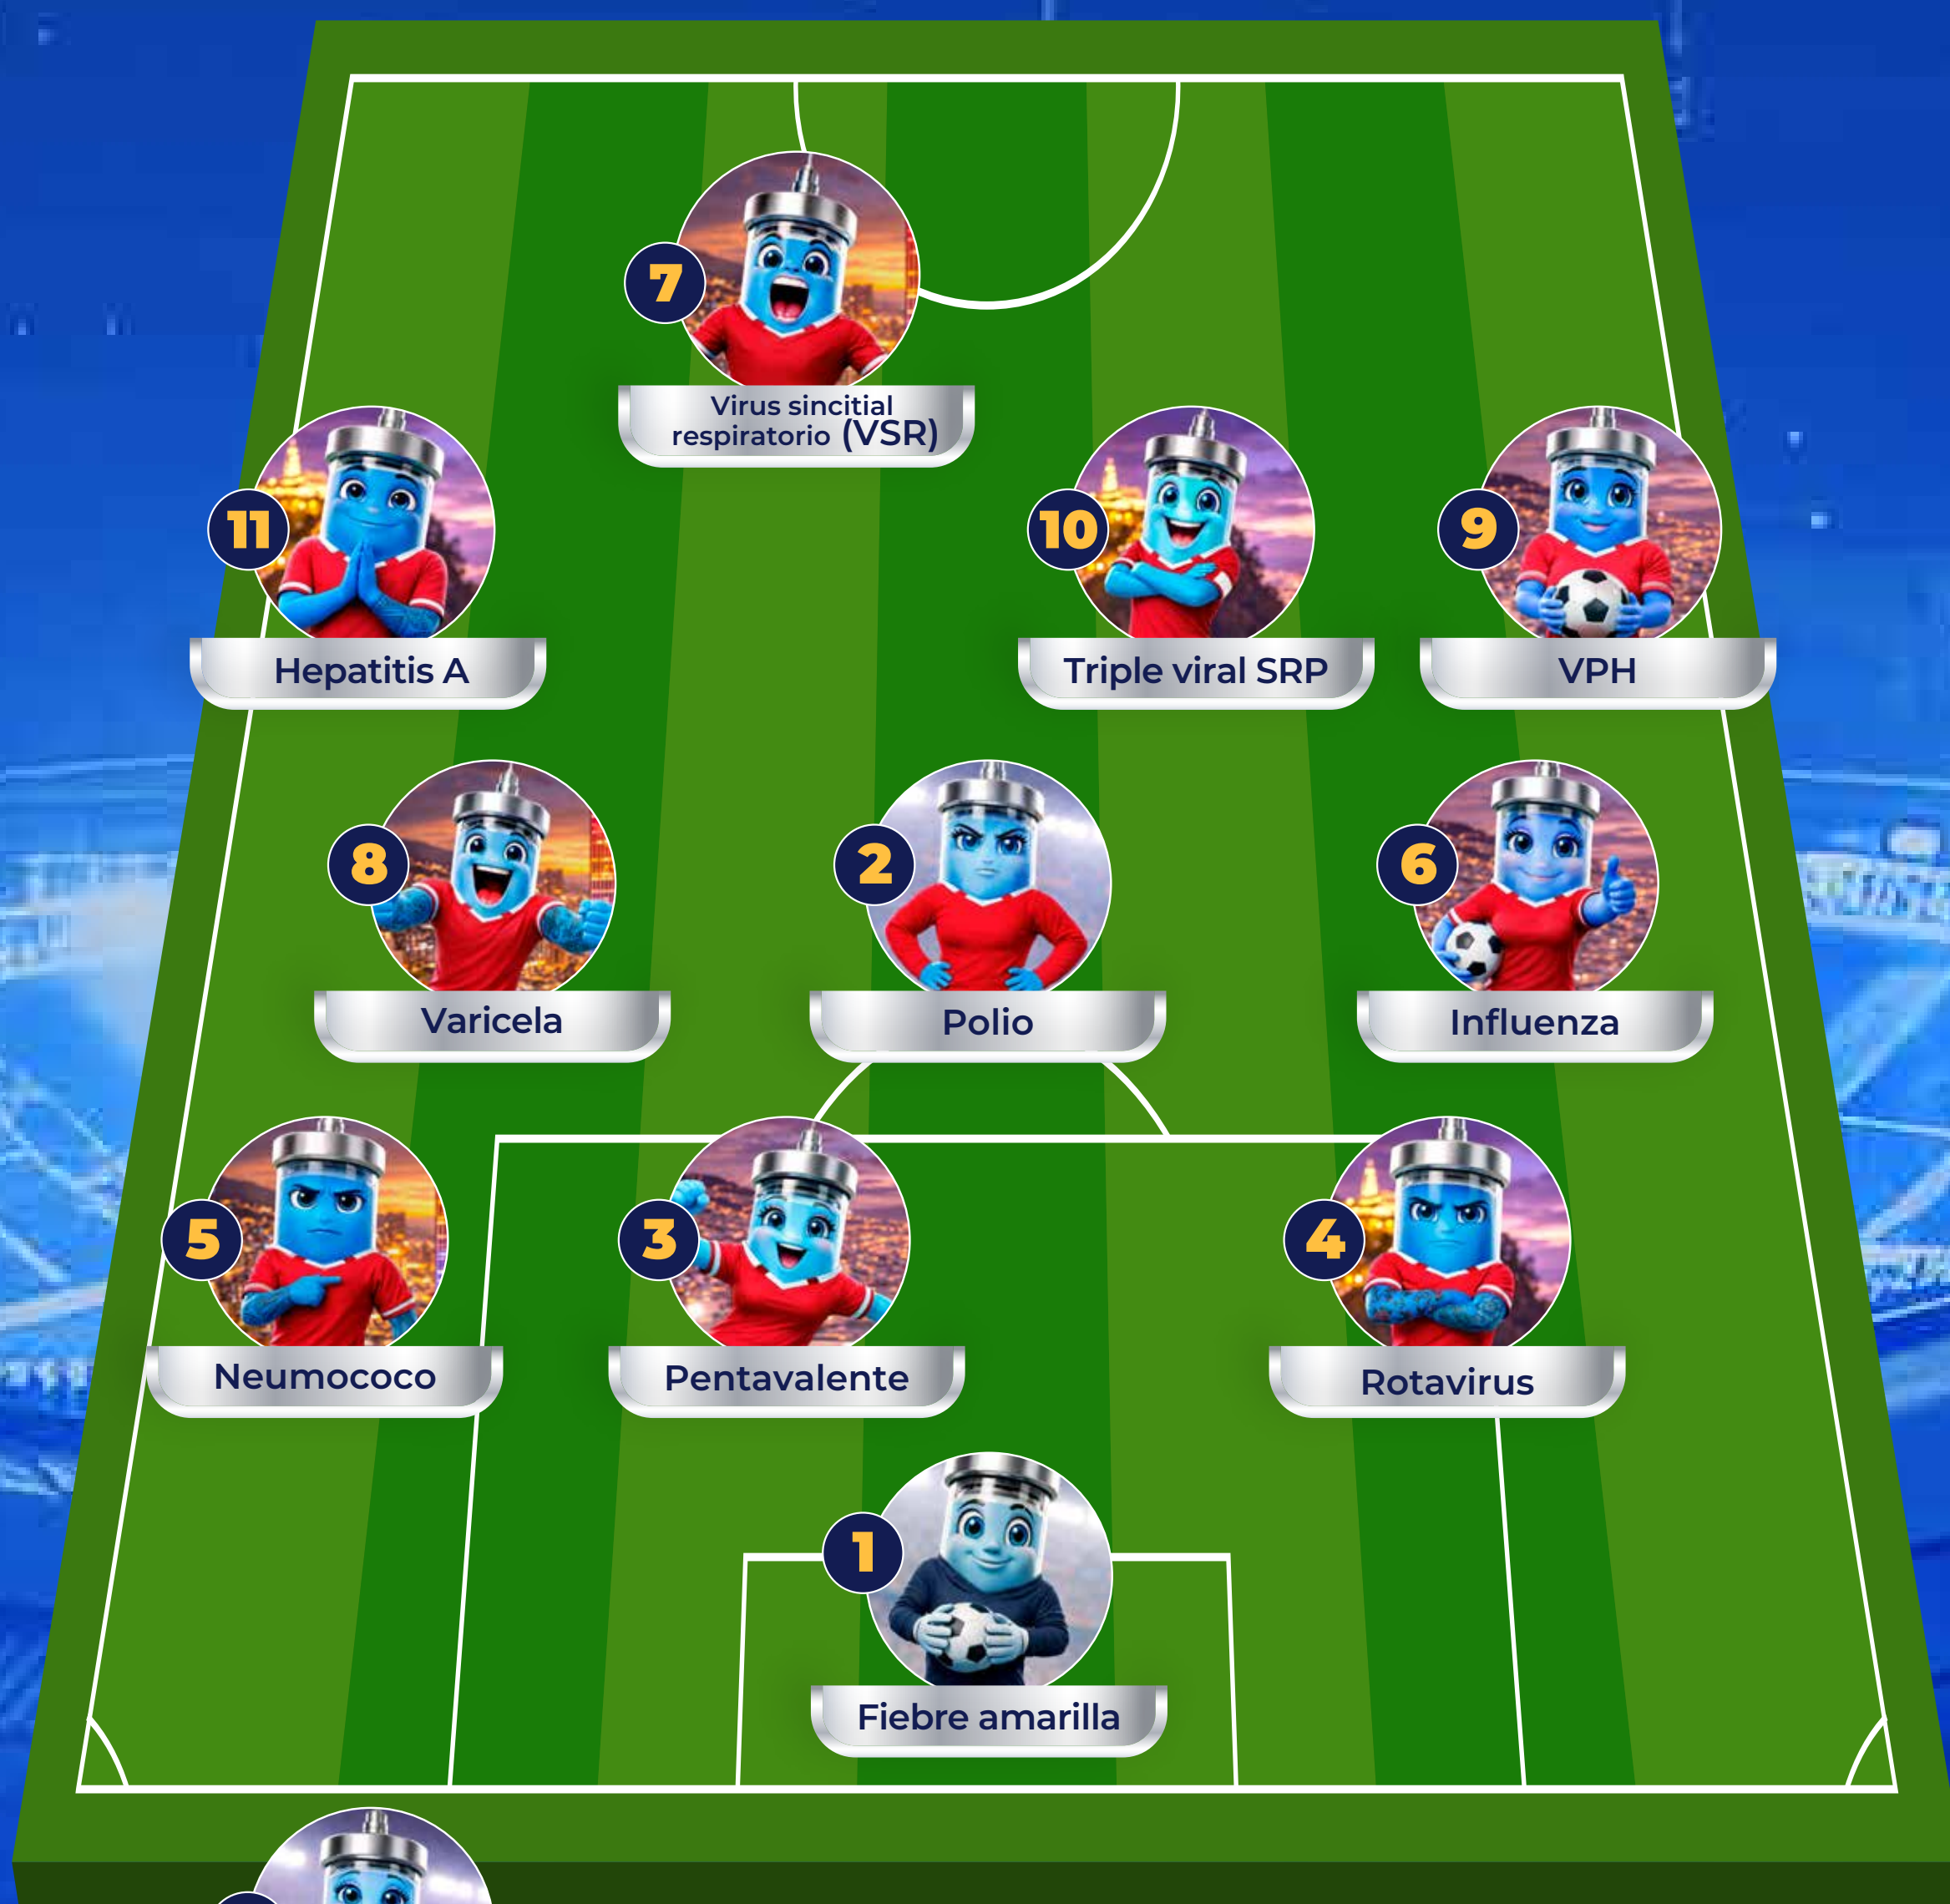 7
Virus sincitial
respiratorio (VSR)
11
Hepatitis A
10
Triple viral SRP
9
VPH
8
Varicela
2
Polio
6
Influenza
5
Neumococo
3
Pentavalente
4
Rotavirus
1
Fiebre amarilla